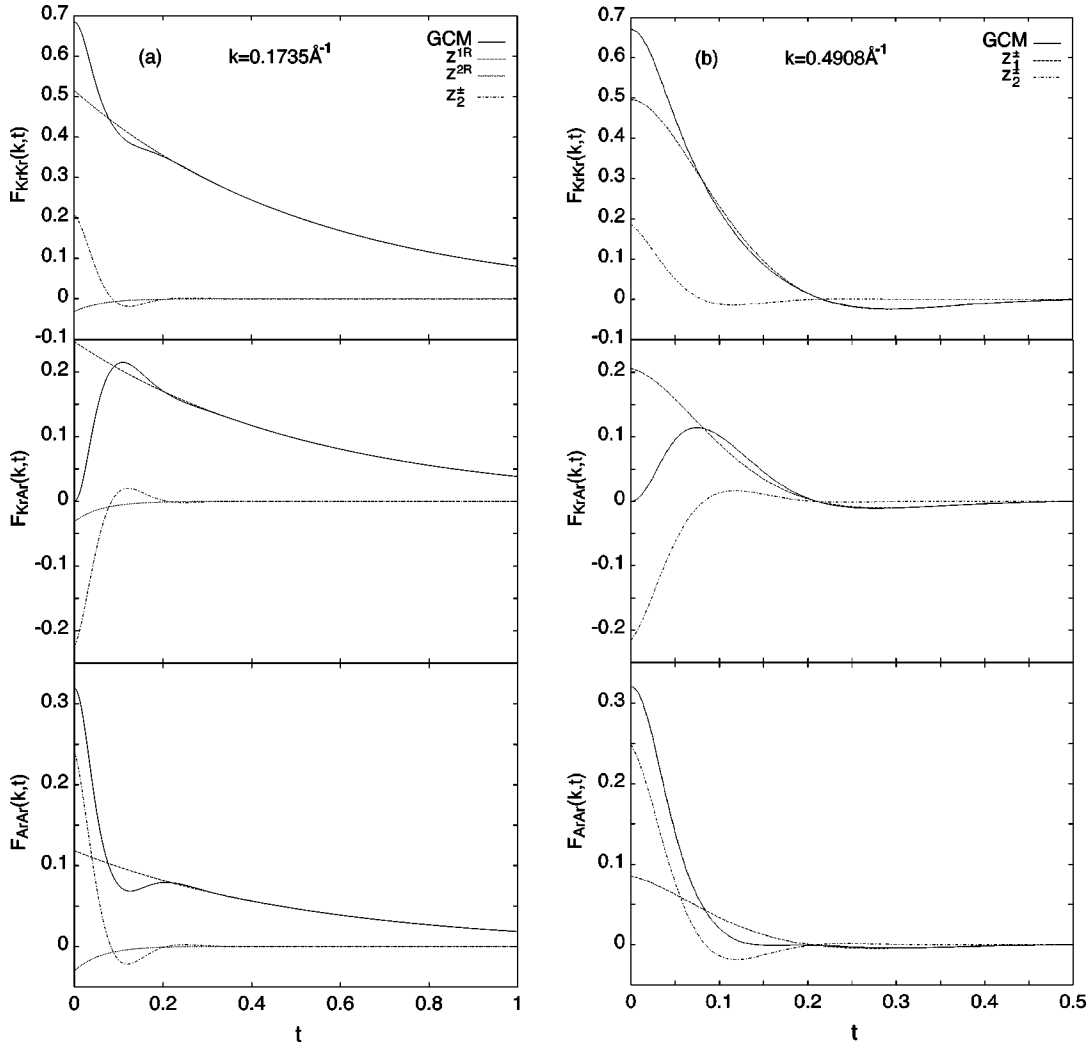 (a) k=0.1735Å⁻¹
GCM
z¹ᴿ
z²ᴿ
z₂±
F_KrKr(k,t)
0.7
0.6
0.5
0.4
0.3
0.2
0.1
0
-0.1
F_KrAr(k,t)
0.2
0.1
0
-0.1
-0.2
F_ArAr(k,t)
0.3
0.2
0.1
0
0 0.2 0.4 0.6 0.8 1
t
(b) k=0.4908Å⁻¹
GCM
z₁±
z₂±
F_KrKr(k,t)
0.7
0.6
0.5
0.4
0.3
0.2
0.1
0
-0.1
F_KrAr(k,t)
0.2
0.1
0
-0.1
-0.2
F_ArAr(k,t)
0.3
0.2
0.1
0
0 0.1 0.2 0.3 0.4 0.5
t